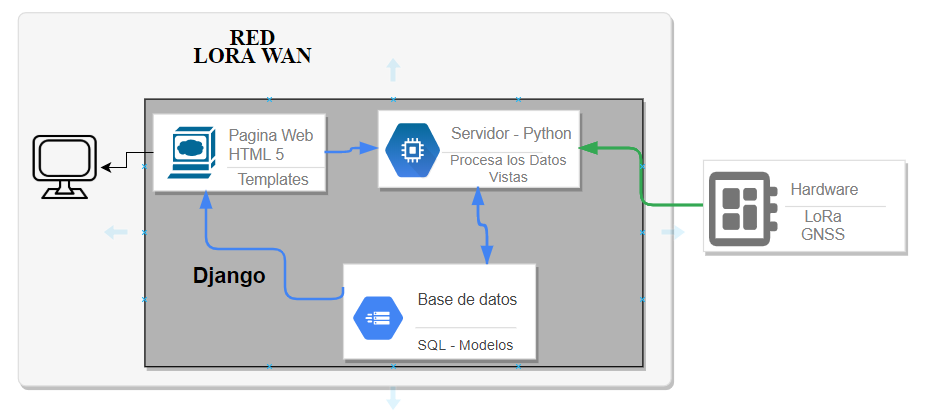 RED
LORA WAN
Pagina Web
HTML 5
Templates
Servidor - Python
Procesa los Datos
Vistas
Hardware
LoRa
GNSS
Django
Base de datos
SQL - Modelos